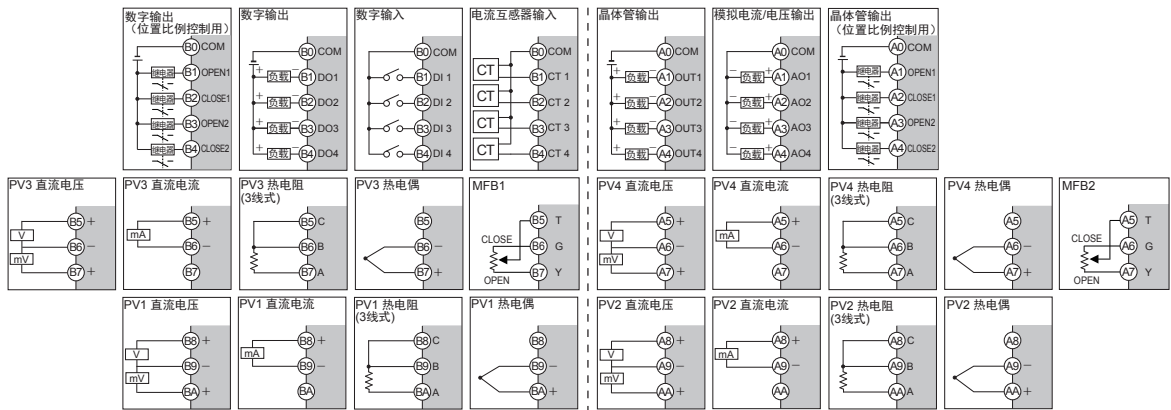 数字输出
（位置比例控制用）
B0 COM
继电器 B1 OPEN1
继电器 B2 CLOSE1
继电器 B3 OPEN2
继电器 B4 CLOSE2
数字输出
B0 COM
+ 负载 − B1 DO1
+ 负载 − B2 DO2
+ 负载 − B3 DO3
+ 负载 − B4 DO4
数字输入
B0 COM
B1 DI 1
B2 DI 2
B3 DI 3
B4 DI 4
电流互感器输入
B0 COM
CT B1 CT 1
CT B2 CT 2
CT B3 CT 3
CT B4 CT 4
晶体管输出
A0 COM
+ 负载 − A1 OUT1
+ 负载 − A2 OUT2
+ 负载 − A3 OUT3
+ 负载 − A4 OUT4
模拟电流/电压输出
A0 COM
− 负载 + A1 AO1
− 负载 + A2 AO2
− 负载 + A3 AO3
− 负载 + A4 AO4
晶体管输出
（位置比例控制用）
A0 COM
继电器 A1 OPEN1
继电器 A2 CLOSE1
继电器 A3 OPEN2
继电器 A4 CLOSE2
PV3 直流电压
B5 +
V
B6 −
mV
B7 +
PV3 直流电流
B5 +
mA
B6 −
B7
PV3 热电阻
(3线式)
B5 C
B6 B
B7 A
PV3 热电偶
B5
B6 −
B7 +
MFB1
B5 T
CLOSE
B6 G
B7 Y
OPEN
PV4 直流电压
A5 +
V
A6 −
mV
A7 +
PV4 直流电流
A5 +
mA
A6 −
A7
PV4 热电阻
(3线式)
A5 C
A6 B
A7 A
PV4 热电偶
A5
A6 −
A7 +
MFB2
A5 T
CLOSE
A6 G
A7 Y
OPEN
PV1 直流电压
B8 +
V
B9 −
mV
BA +
PV1 直流电流
B8 +
mA
B9 −
BA
PV1 热电阻
(3线式)
B8 C
B9 B
BA A
PV1 热电偶
B8
B9 −
BA +
PV2 直流电压
A8 +
V
A9 −
mV
AA +
PV2 直流电流
A8 +
mA
A9 −
AA
PV2 热电阻
(3线式)
A8 C
A9 B
AA A
PV2 热电偶
A8
A9 −
AA +